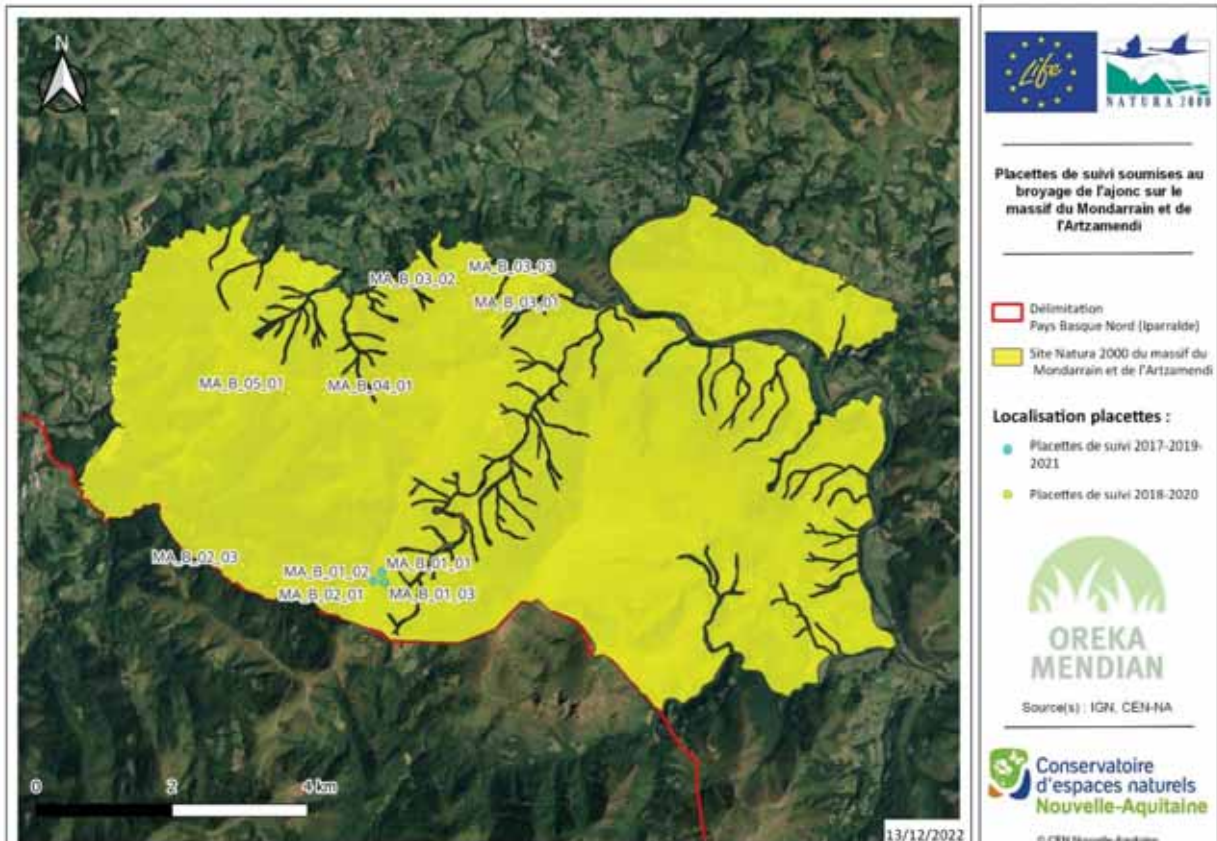 N
MA_B_03_03
MA_B_03_02
MA_B_03_01
MA_B_05_01
MA_B_04_01
MA_B_02_03
MA_B_01_02
MA_B_01_01
MA_B_02_01
MA_B_01_03
0 2 4 km
13/12/2022
Life
NATURA 2000
Placettes de suivi soumises au
broyage de l'ajonc sur le
massif du Mondarrain et de
l'Artzamendi
Délimitation
Pays Basque Nord (Iparralde)
Site Natura 2000 du massif du
Mondarrain et de l'Artzamendi
Localisation placettes :
Placettes de suivi 2017-2019-
2021
Placettes de suivi 2018-2020
OREKA
MENDIAN
Source(s) : IGN, CEN-NA
Conservatoire
d'espaces naturels
Nouvelle-Aquitaine
© CEN Nouvelle-Aquitaine